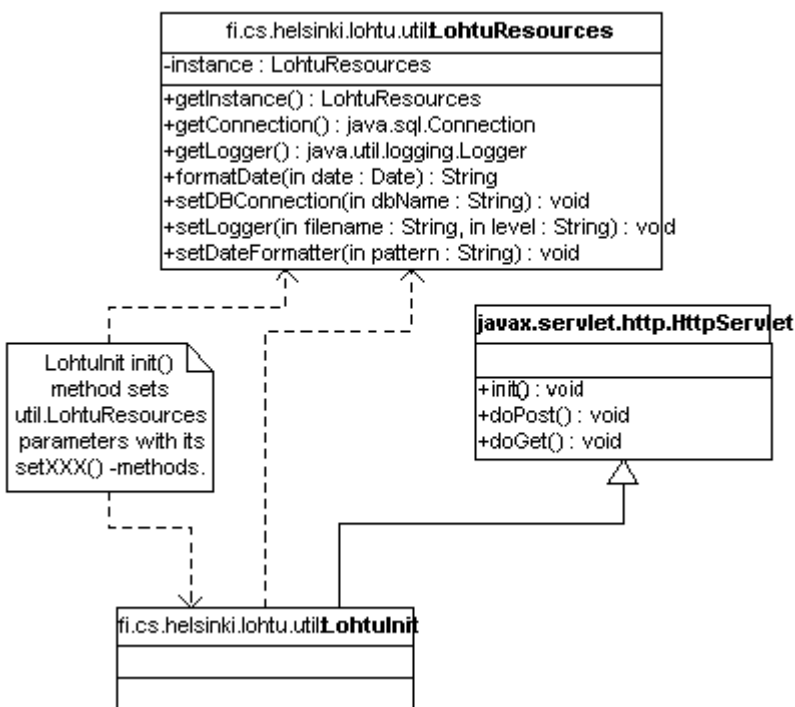 fi.cs.helsinki.lohtu.util:LohtuResources
-instance : LohtuResources
+getInstance() : LohtuResources
+getConnection() : java.sql.Connection
+getLogger() : java.util.logging.Logger
+formatDate(in date : Date) : String
+setDBConnection(in dbName : String) : void
+setLogger(in filename : String, in level : String) : void
+setDateFormatter(in pattern : String) : void
javax.servlet.http.HttpServlet
+init() : void
+doPost() : void
+doGet() : void
LohtuInit init()
method sets
util.LohtuResources
parameters with its
setXXX() -methods.
fi.cs.helsinki.lohtu.util:LohtuInit